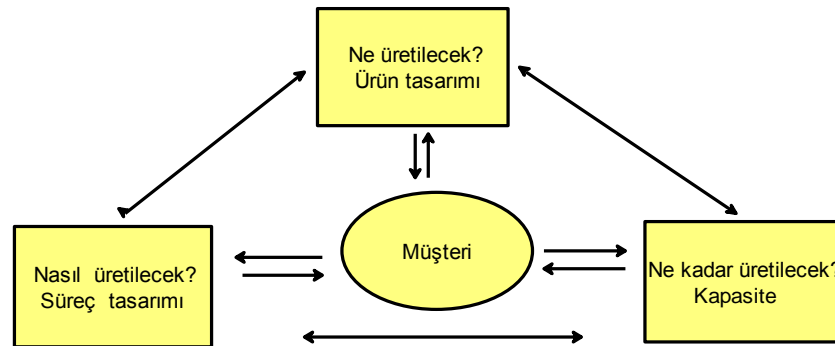 Ne üretilecek?
Ürün tasarımı
Müşteri
Nasıl üretilecek?
Süreç tasarımı
Ne kadar üretilecek?
Kapasite